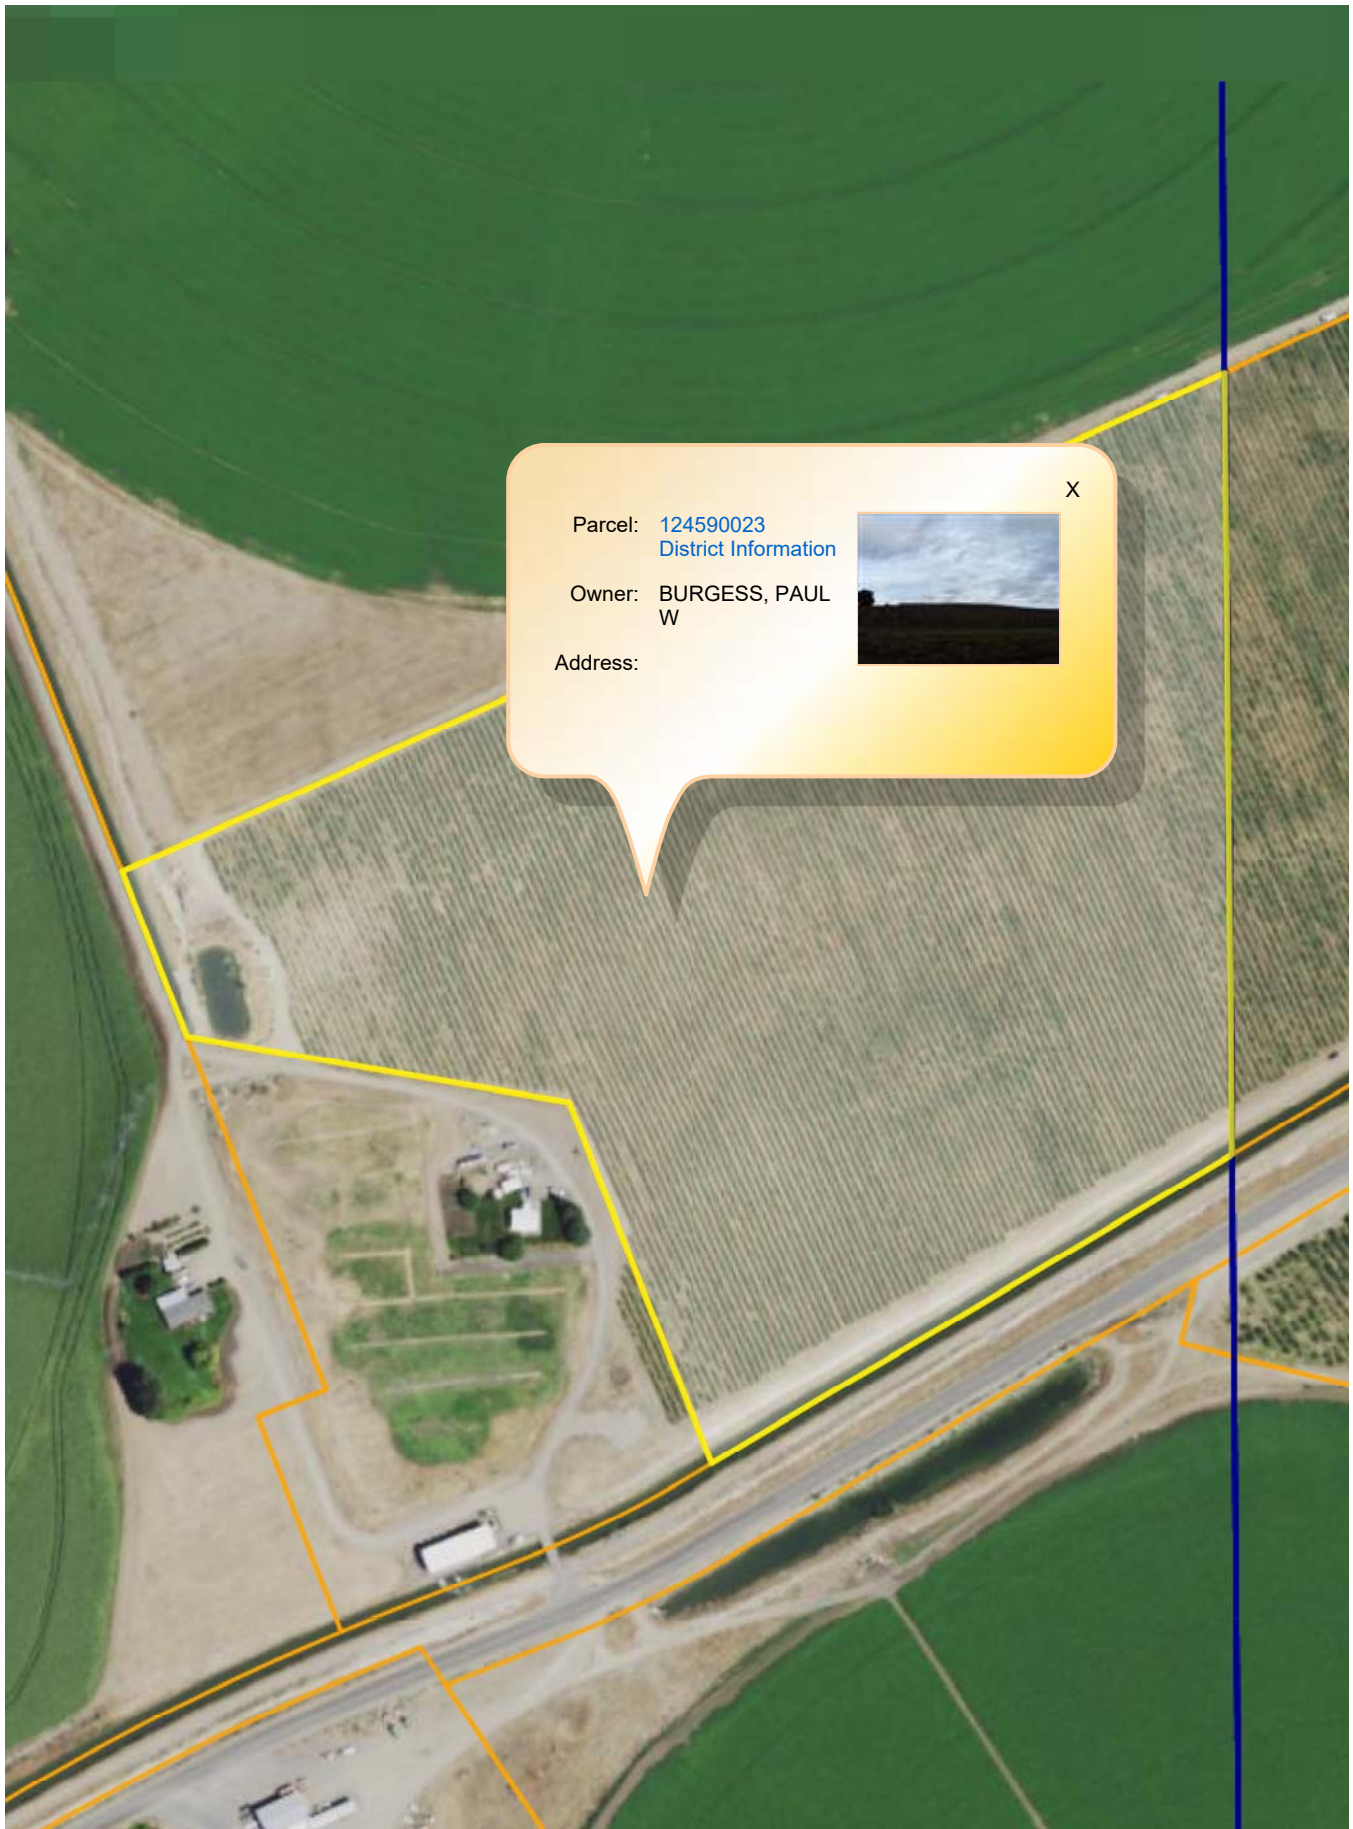 X
Parcel: 124590023
District Information
Owner: BURGESS, PAUL
W
Address: